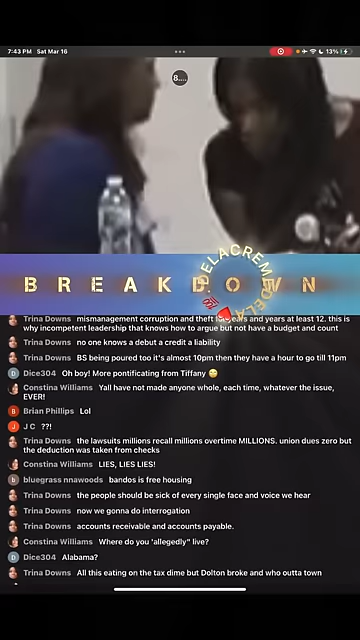 7:43 PM Sat Mar 16
13%
8....
BREAKDOWN
DELACREME
Trina Downs mismanagement corruption and theft for years and years at least 12. this is
why incompetent leadership that knows how to argue but not have a budget and count
Trina Downs no one knows a debut a credit a liability
Trina Downs BS being poured too it's almost 10pm then they have a hour to go till 11pm
Dice304 Oh boy! More pontificating from Tiffany 🙄
Constina Williams Yall have not made anyone whole, each time, whatever the issue,
EVER!
Brian Phillips Lol
J C ??!
Trina Downs the lawsuits millions recall millions overtime MILLIONS. union dues zero but
the deduction was taken from checks
Constina Williams LIES, LIES LIES!
bluegrass nnawoods bandos is free housing
Trina Downs the people should be sick of every single face and voice we hear
Trina Downs now we gonna do interrogation
Trina Downs accounts receivable and accounts payable.
Constina Williams Where do you 'allegedly" live?
Dice304 Alabama?
Trina Downs All this eating on the tax dime but Dolton broke and who outta town